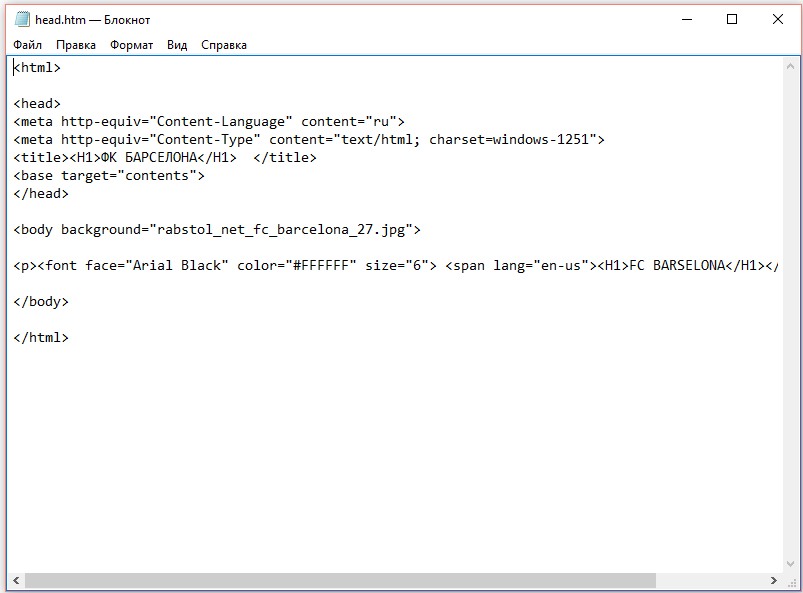 head.htm — Блокнот
Файл Правка Формат Вид Справка
<html>
<head>
<meta http-equiv="Content-Language" content="ru">
<meta http-equiv="Content-Type" content="text/html; charset=windows-1251">
<title><H1>ФК БАРСЕЛОНА</H1>  </title>
<base target="contents">
</head>
<body background="rabstol_net_fc_barcelona_27.jpg">
<p><font face="Arial Black" color="#FFFFFF" size="6"> <span lang="en-us"><H1>FC BARSELONA</H1></
</body>
</html>